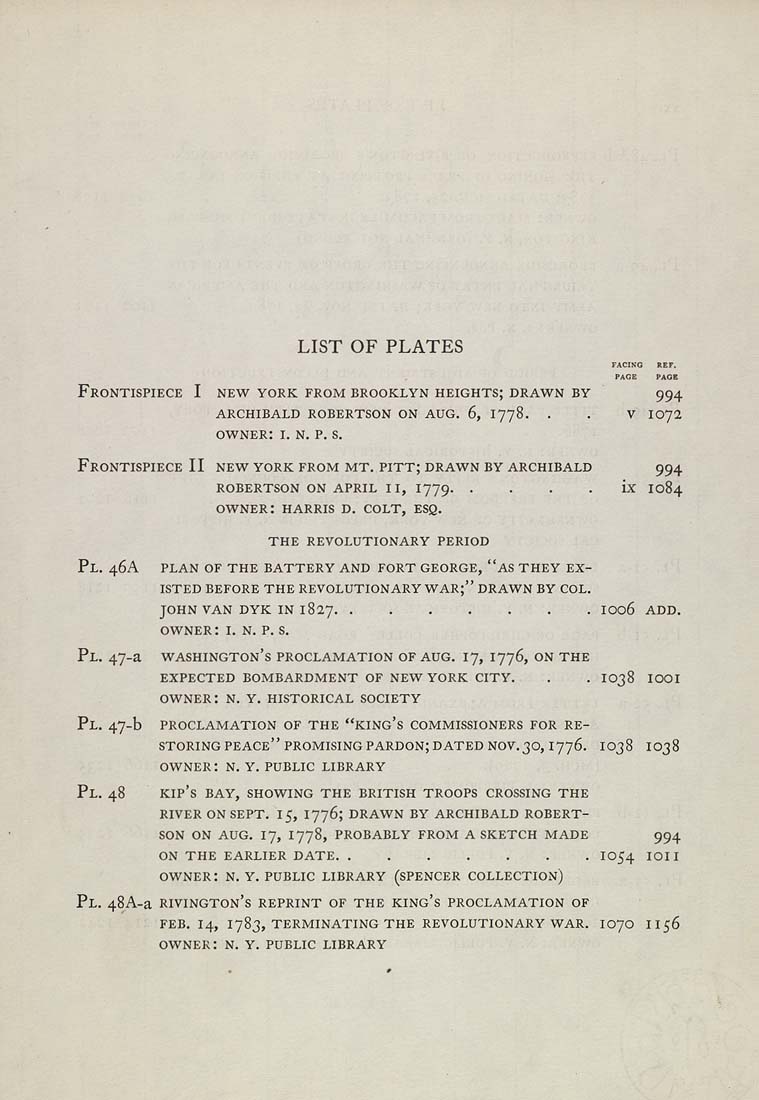 LIST OF PLATES
FACING REF.
PAGE PAGE
FRONTISPIECE I NEW YORK FROM BROOKLYN HEIGHTS; DRAWN BY 994
ARCHIBALD ROBERTSON ON AUG. 6, 1778. . . v 1072
OWNER: I. N. P. S.
FRONTISPIECE II NEW YORK FROM MT. PITT; DRAWN BY ARCHIBALD 994
ROBERTSON ON APRIL 11, 1779. . . . . ix 1084
OWNER: HARRIS D. COLT, ESQ.
THE REVOLUTIONARY PERIOD
PL. 46A PLAN OF THE BATTERY AND FORT GEORGE, "AS THEY EX-
ISTED BEFORE THE REVOLUTIONARY WAR;" DRAWN BY COL.
JOHN VAN DYK IN 1827. . . . . . . 1006 ADD.
OWNER: I. N. P. S.
PL. 47-a WASHINGTON'S PROCLAMATION OF AUG. 17, 1776, ON THE
EXPECTED BOMBARDMENT OF NEW YORK CITY. . . 1038 1001
OWNER: N. Y. HISTORICAL SOCIETY
PL. 47-b PROCLAMATION OF THE "KING'S COMMISSIONERS FOR RE-
STORING PEACE" PROMISING PARDON; DATED NOV. 30, 1776. 1038 1038
OWNER: N. Y. PUBLIC LIBRARY
PL. 48 KIP'S BAY, SHOWING THE BRITISH TROOPS CROSSING THE
RIVER ON SEPT. 15, 1776; DRAWN BY ARCHIBALD ROBERT-
SON ON AUG. 17, 1778, PROBABLY FROM A SKETCH MADE 994
ON THE EARLIER DATE. . . . . . . 1054 1011
OWNER: N. Y. PUBLIC LIBRARY (SPENCER COLLECTION)
PL. 48A-a RIVINGTON'S REPRINT OF THE KING'S PROCLAMATION OF
FEB. 14, 1783, TERMINATING THE REVOLUTIONARY WAR. 1070 1156
OWNER: N. Y. PUBLIC LIBRARY